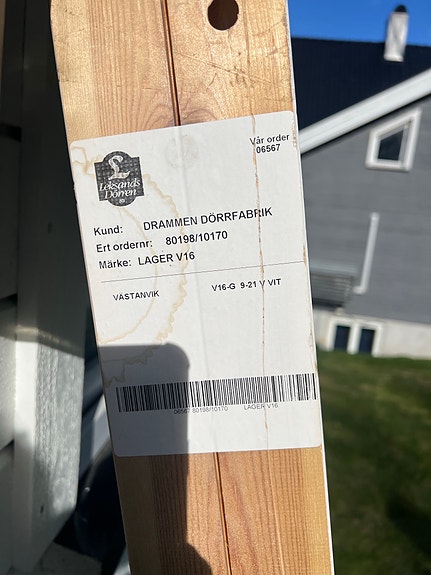 Vår order
06567
Leksands
Dörren
Kund: DRAMMEN DÖRRFABRIK
Ert ordernr: 80198/10170
Märke: LAGER V16
VÄSTANVIK V16-G 9-21 V VIT
06567 80198/10170 LAGER V16